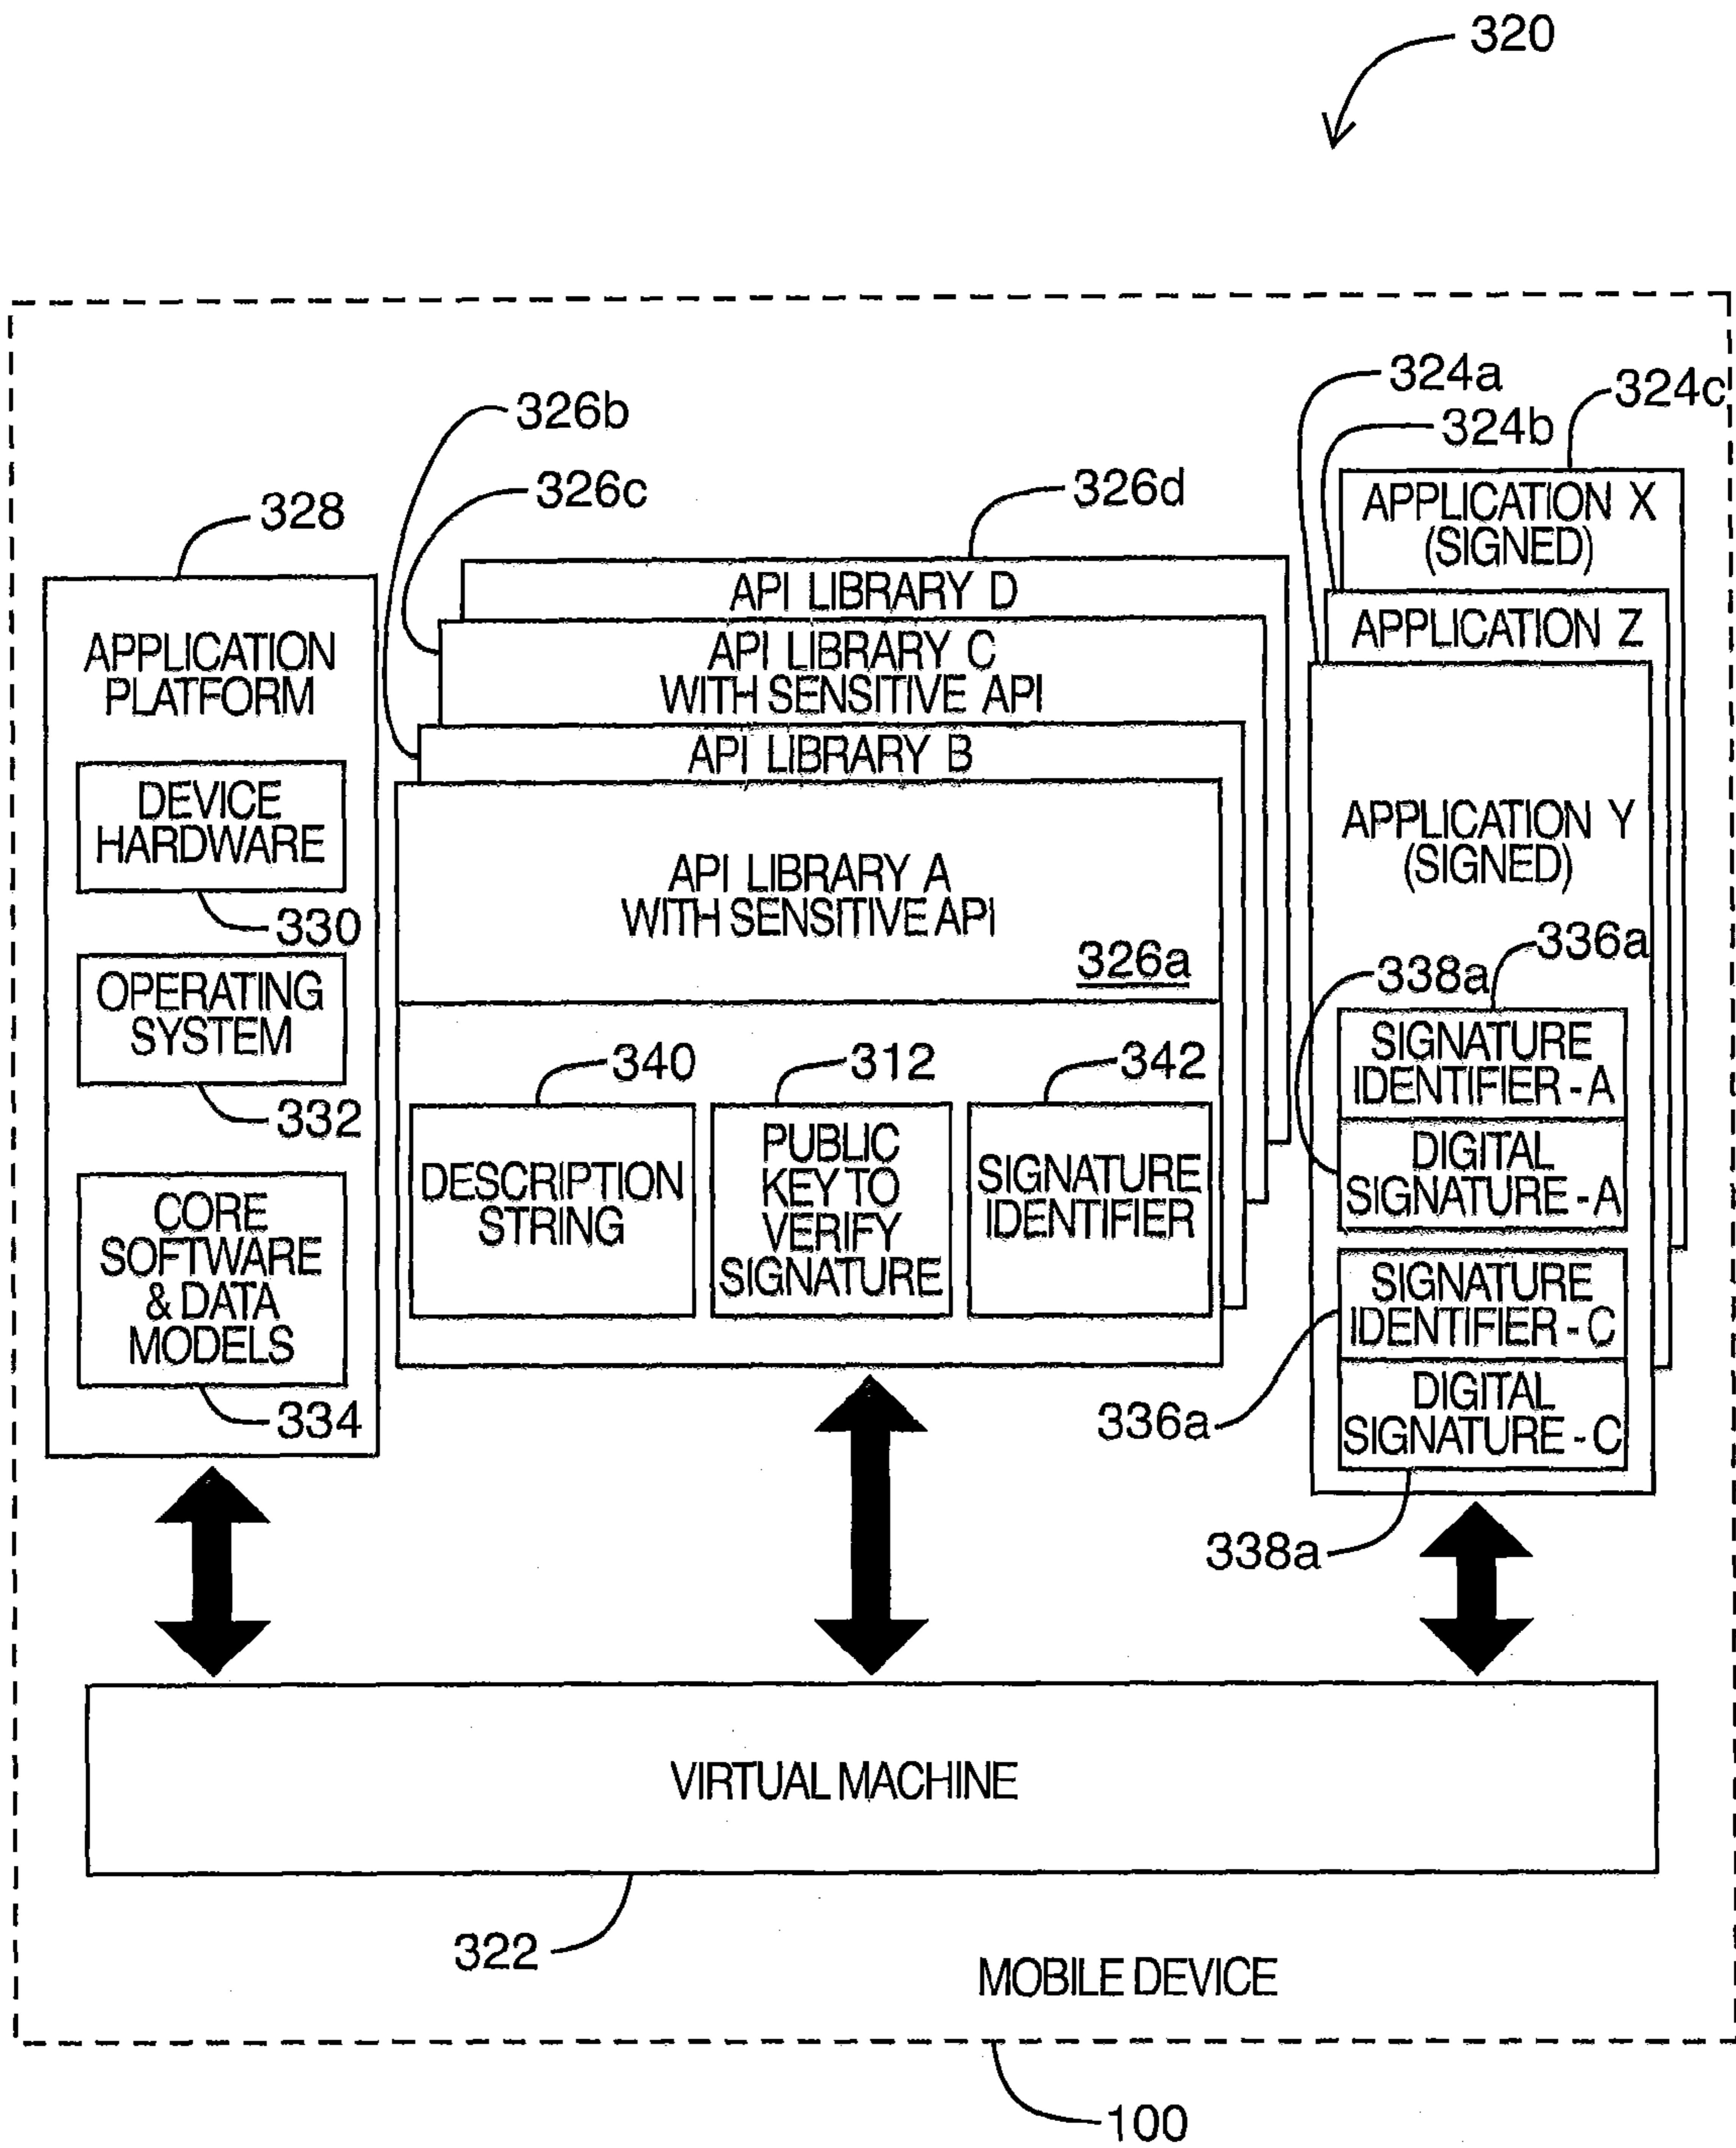 320
324a
324c
324b
326b
326c
326d
328
APPLICATION X
(SIGNED)
APPLICATION Z
APPLICATION Y
(SIGNED)
336a
338a
SIGNATURE
IDENTIFIER - A
DIGITAL
SIGNATURE - A
SIGNATURE
IDENTIFIER - C
336a
DIGITAL
SIGNATURE - C
338a
API LIBRARY D
API LIBRARY C
WITH SENSITIVE API
API LIBRARY B
API LIBRARY A
WITH SENSITIVE API
326a
340
312
342
DESCRIPTION
STRING
PUBLIC
KEY TO
VERIFY
SIGNATURE
SIGNATURE
IDENTIFIER
APPLICATION
PLATFORM
DEVICE
HARDWARE
330
OPERATING
SYSTEM
332
CORE
SOFTWARE
& DATA
MODELS
334
VIRTUAL MACHINE
322
MOBILE DEVICE
100